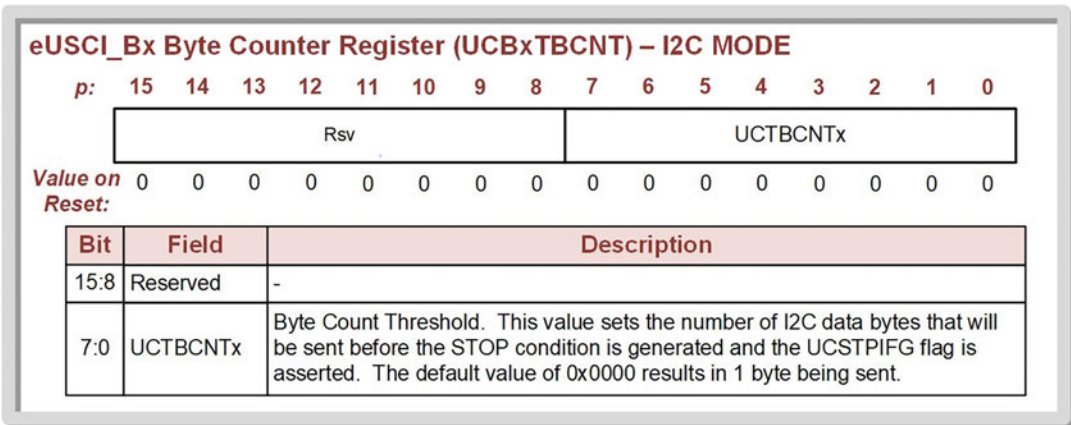 eUSCI_Bx Byte Counter Register (UCBxTBCNT) – I2C MODE
p: 15 14 13 12 11 10 9 8 7 6 5 4 3 2 1 0
Rsv UCTBCNTx
Value on Reset: 0 0 0 0 0 0 0 0 0 0 0 0 0 0 0 0
Bit Field Description
15:8 Reserved -
7:0 UCTBCNTx Byte Count Threshold. This value sets the number of I2C data bytes that will
be sent before the STOP condition is generated and the UCSTPIFG flag is
asserted. The default value of 0x0000 results in 1 byte being sent.